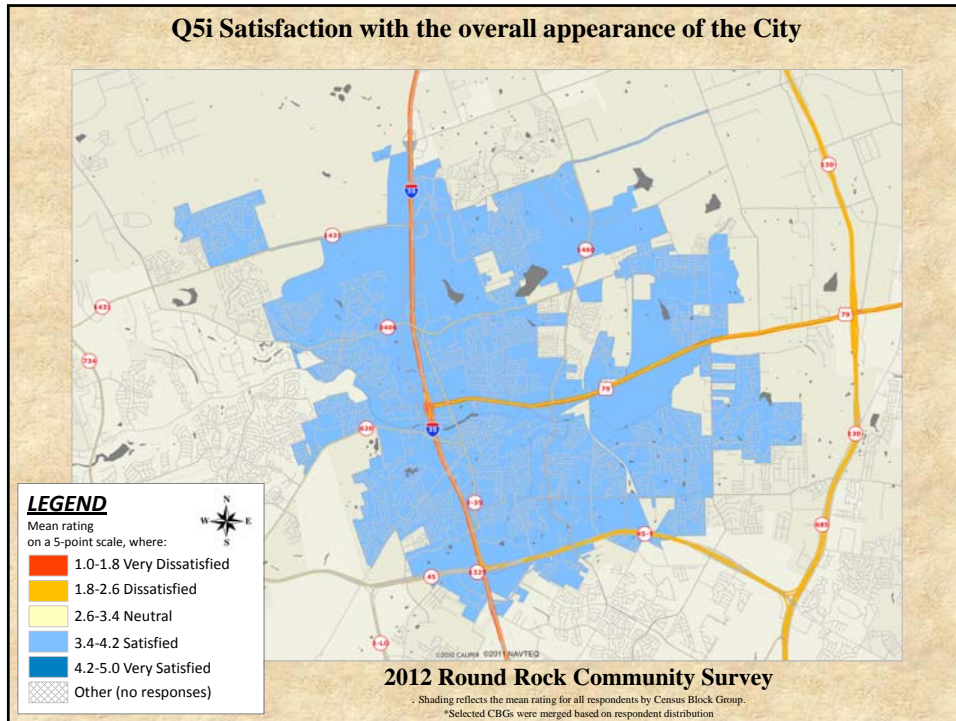 Q5i Satisfaction with the overall appearance of the City
35
130
1431
1460
1431
3406
79
734
79
620
35
130
I-35
685
45-T
45
1325
I-LO
LEGEND
Mean rating
on a 5-point scale, where:
N
W E
S
1.0-1.8 Very Dissatisfied
1.8-2.6 Dissatisfied
2.6-3.4 Neutral
3.4-4.2 Satisfied
4.2-5.0 Very Satisfied
Other (no responses)
©2010 CALIPER ©2011 NAVTEQ
2012 Round Rock Community Survey
. Shading reflects the mean rating for all respondents by Census Block Group.
*Selected CBGs were merged based on respondent distribution